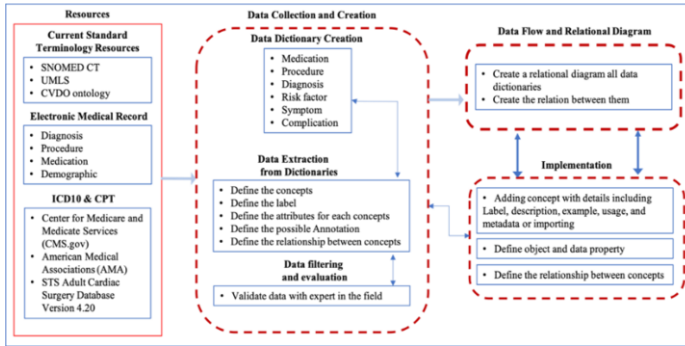 Resources
Current Standard
Terminology Resources
• SNOMED CT
• UMLS
• CVDO ontology
Electronic Medical Record
• Diagnosis
• Procedure
• Medication
• Demographic
ICD10 & CPT
• Center for Medicare and
Medicate Services
(CMS.gov)
• American Medical
Associations (AMA)
• STS Adult Cardiac
Surgery Database
Version 4.20
Data Collection and Creation
Data Dictionary Creation
• Medication
• Procedure
• Diagnosis
• Risk factor
• Symptom
• Complication
Data Extraction
from Dictionaries
• Define the concepts
• Define the label
• Define the attributes for each concepts
• Define the possible Annotation
• Define the relationship between concepts
Data filtering
and evaluation
• Validate data with expert in the field
Data Flow and Relational Diagram
• Create a relational diagram all data
dictionaries
• Create the relation between them
Implementation
• Adding concept with details including
Label, description, example, usage, and
metadata or importing
• Define object and data property
• Define the relationship between concepts